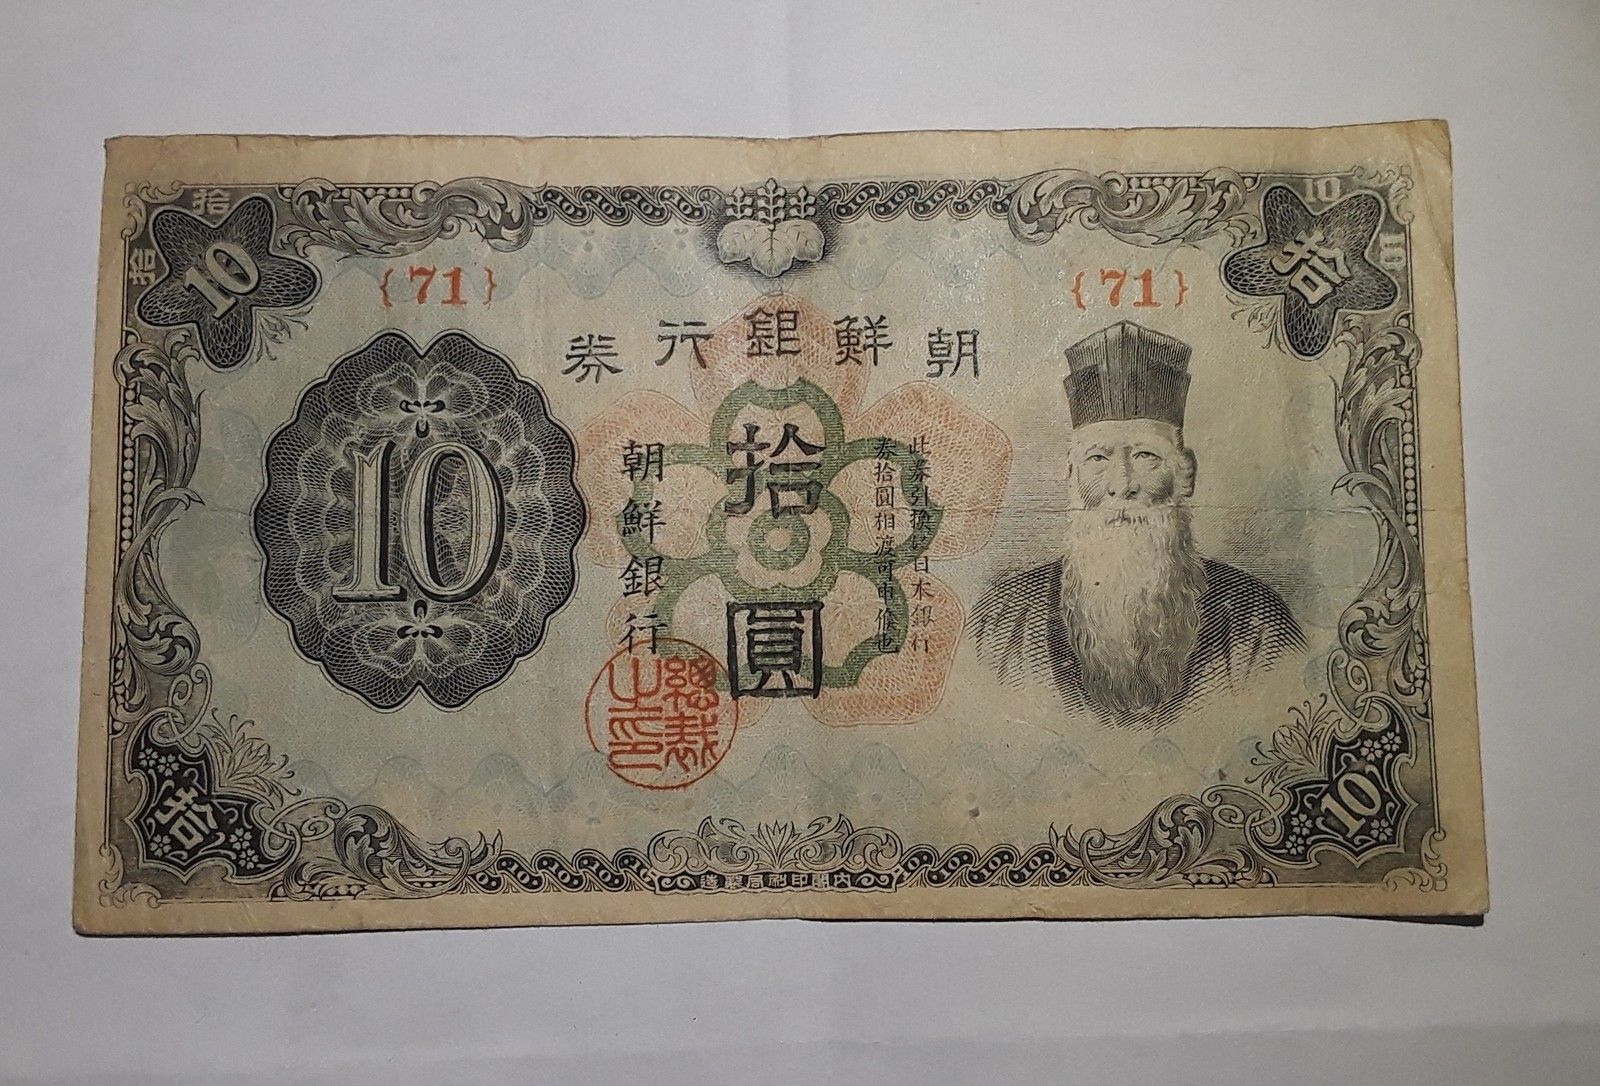 拾
拾
10
10
10
拾
{71}
{71}
朝鮮銀行券
10
此券引換ニ日本銀行
券拾圓相渡可申候也
拾圓
朝鮮銀行
總裁
之印
拾
10
内閣印刷局製造